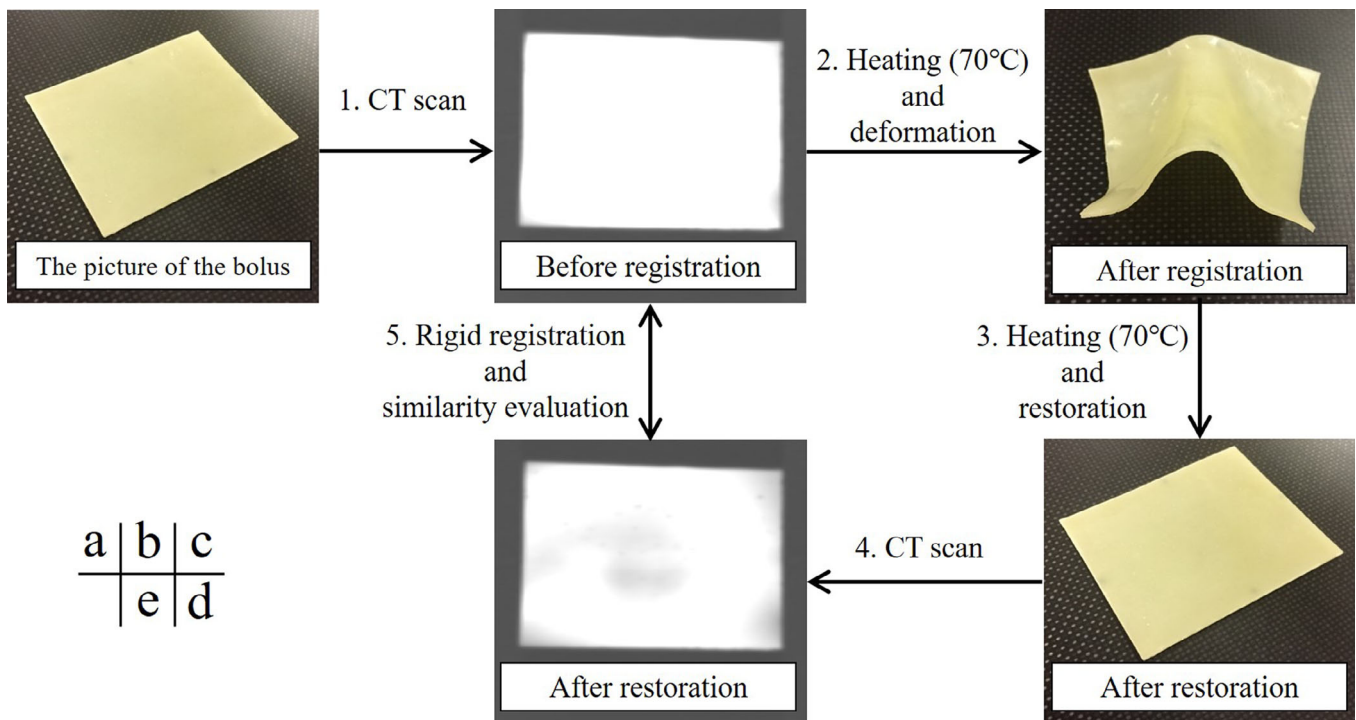 1. CT scan
2. Heating (70℃)
and
deformation
The picture of the bolus
Before registration
After registration
5. Rigid registration
and
similarity evaluation
3. Heating (70℃)
and
restoration
a b c
e d
4. CT scan
After restoration
After restoration